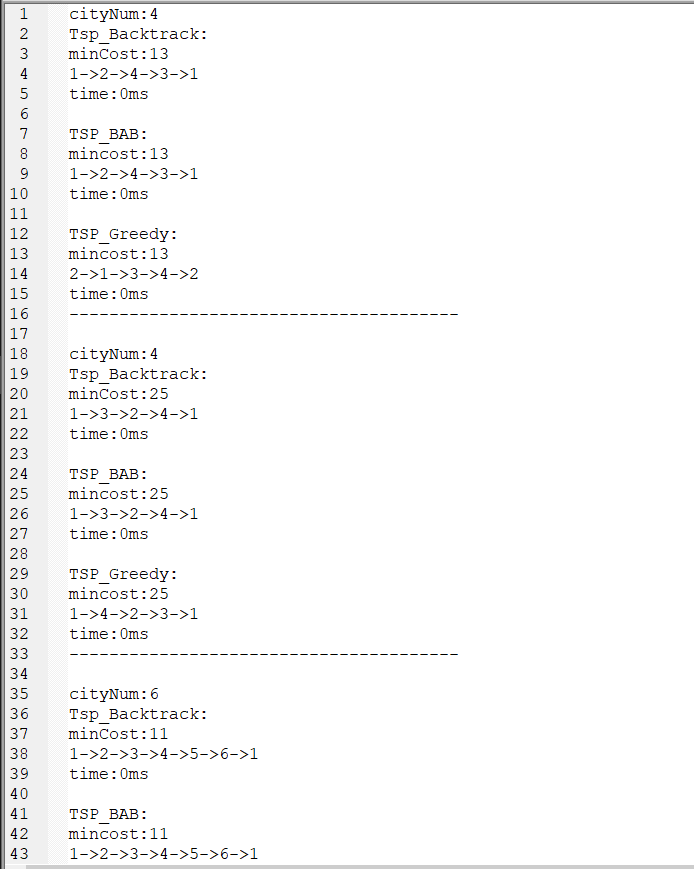 1 cityNum:4
2 Tsp_Backtrack:
3 minCost:13
4 1->2->4->3->1
5 time:0ms
6
7 TSP_BAB:
8 mincost:13
9 1->2->4->3->1
10 time:0ms
11
12 TSP_Greedy:
13 mincost:13
14 2->1->3->4->2
15 time:0ms
16 ---------------------------------------
17
18 cityNum:4
19 Tsp_Backtrack:
20 minCost:25
21 1->3->2->4->1
22 time:0ms
23
24 TSP_BAB:
25 mincost:25
26 1->3->2->4->1
27 time:0ms
28
29 TSP_Greedy:
30 mincost:25
31 1->4->2->3->1
32 time:0ms
33 ---------------------------------------
34
35 cityNum:6
36 Tsp_Backtrack:
37 minCost:11
38 1->2->3->4->5->6->1
39 time:0ms
40
41 TSP_BAB:
42 mincost:11
43 1->2->3->4->5->6->1